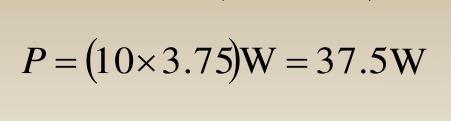 P = (10×3.75)W = 37.5W